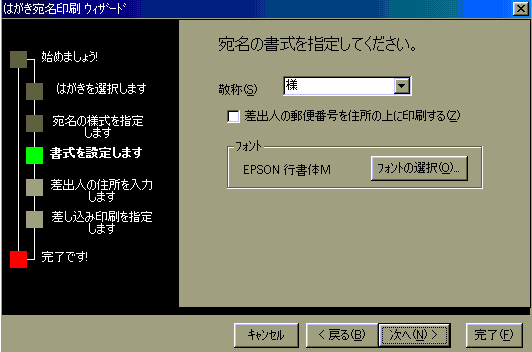 はがき宛名印刷 ウィザード
始めましょう!
はがきを選択します
宛名の様式を指定
します
書式を設定します
差出人の住所を入力
します
差し込み印刷を指定
します
完了です!
宛名の書式を指定してください。
敬称(S)
様
差出人の郵便番号を住所の上に印刷する(Z)
フォント
EPSON 行書体M
フォントの選択(O)...
キャンセル
< 戻る(B)
次へ(N) >
完了(F)